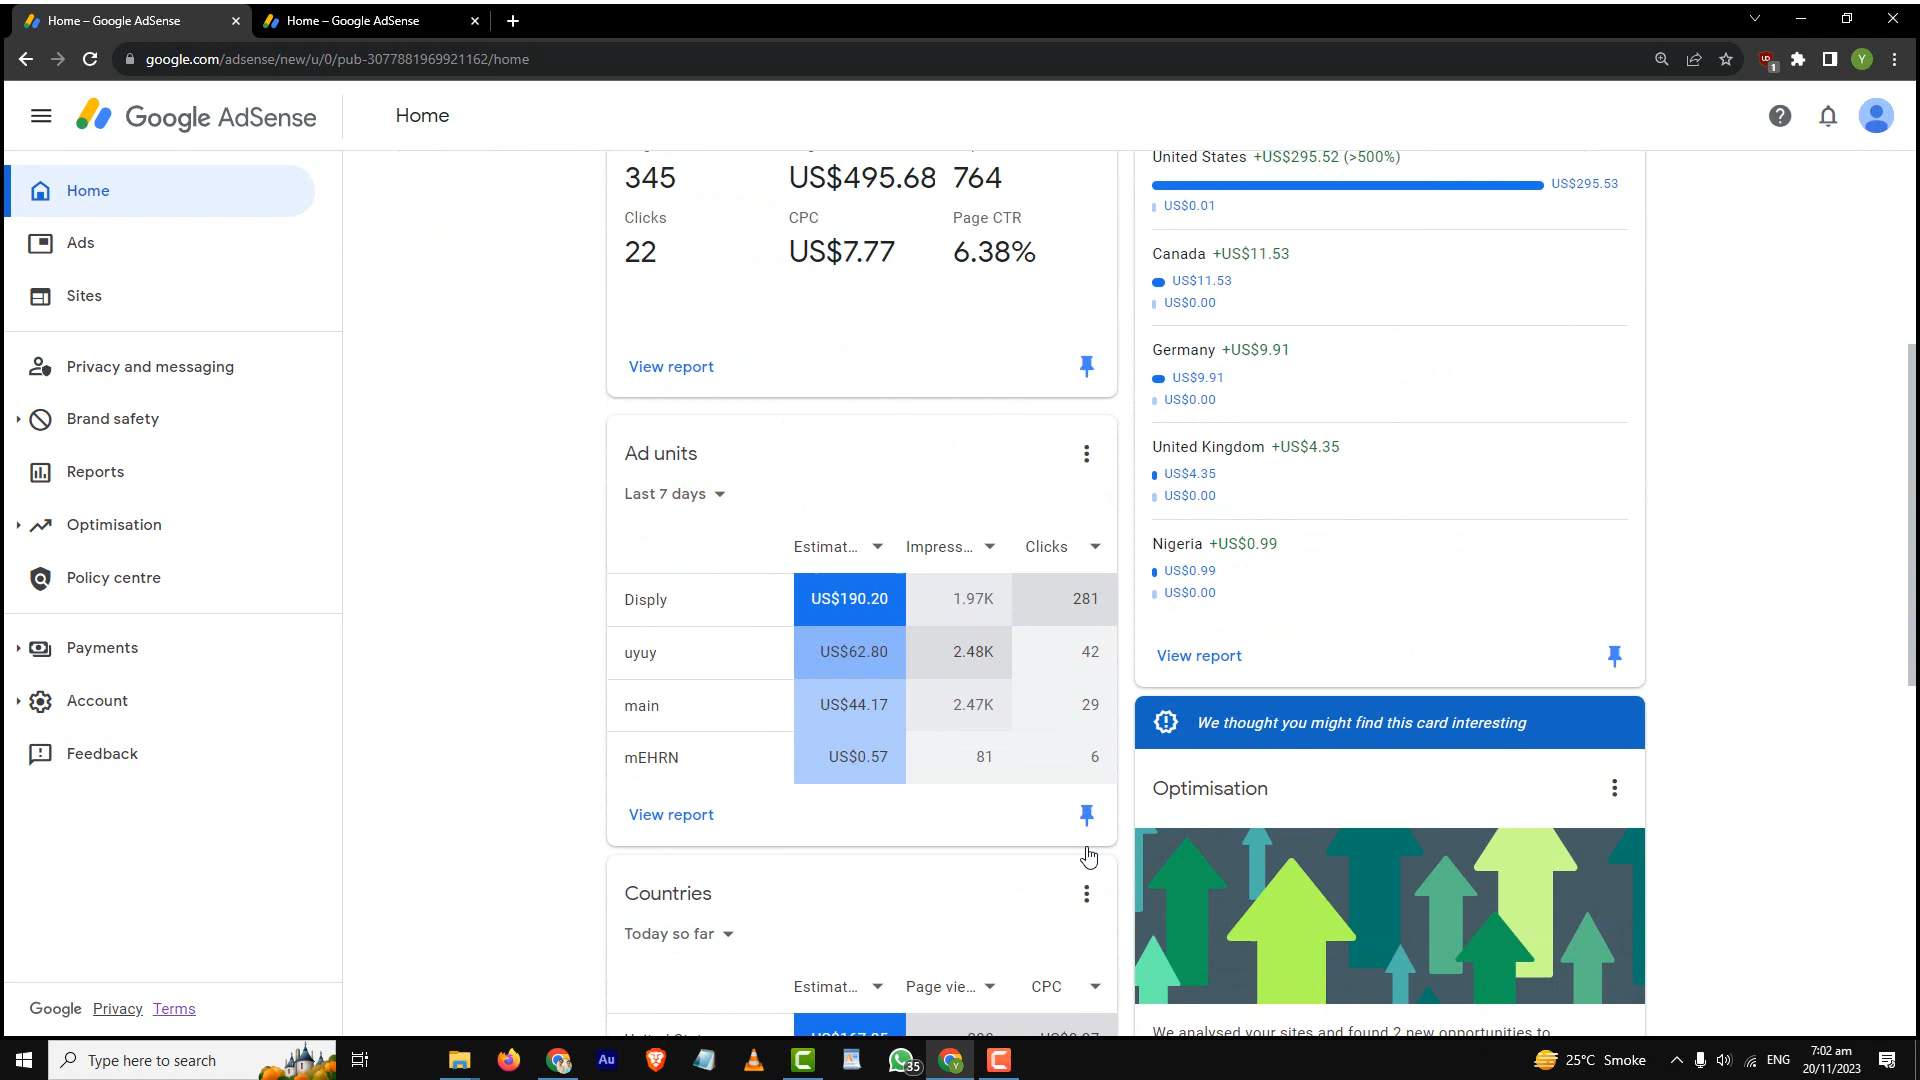 Home – Google AdSense
Home – Google AdSense
google.com/adsense/new/u/0/pub-3077881969921162/home
1
Y
Google AdSense
Home
Home
Ads
Sites
Privacy and messaging
Brand safety
Reports
Optimisation
Policy centre
Payments
Account
Feedback
Google Privacy Terms
345 US$495.68 764
Clicks CPC Page CTR
22 US$7.77 6.38%
View report
Ad units
Last 7 days
Estimat... Impress... Clicks
Disply US$190.20 1.97K 281
uyuy US$62.80 2.48K 42
main US$44.17 2.47K 29
mEHRN US$0.57 81 6
View report
Countries
Today so far
Estimat... Page vie... CPC
United States +US$295.52 (>500%)
US$295.53
US$0.01
Canada +US$11.53
US$11.53
US$0.00
Germany +US$9.91
US$9.91
US$0.00
United Kingdom +US$4.35
US$4.35
US$0.00
Nigeria +US$0.99
US$0.99
US$0.00
View report
We thought you might find this card interesting
Optimisation
We analysed your sites and found 2 new opportunities to
Type here to search
Au
35
Y
25°C Smoke
ENG
7:02 am
20/11/2023